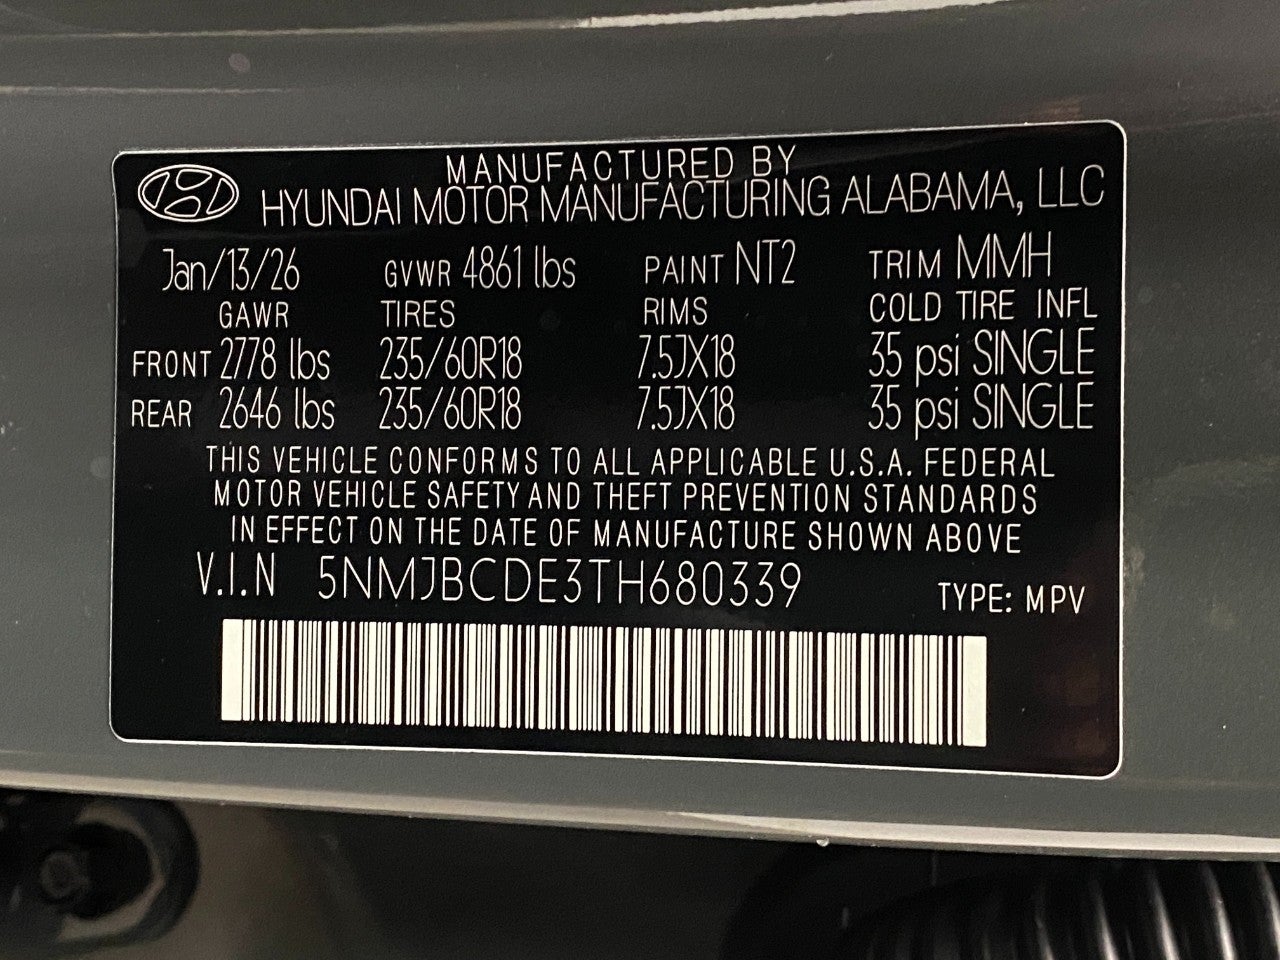 MANUFACTURED BY
HYUNDAI MOTOR MANUFACTURING ALABAMA, LLC
Jan/13/26 GVWR 4861 lbs PAINT NT2 TRIM MMH
GAWR TIRES RIMS COLD TIRE INFL
FRONT 2778 lbs 235/60R18 7.5JX18 35 psi SINGLE
REAR 2646 lbs 235/60R18 7.5JX18 35 psi SINGLE
THIS VEHICLE CONFORMS TO ALL APPLICABLE U.S.A. FEDERAL
MOTOR VEHICLE SAFETY AND THEFT PREVENTION STANDARDS
IN EFFECT ON THE DATE OF MANUFACTURE SHOWN ABOVE
V.I.N 5NMJBCDE3TH680339 TYPE: MPV